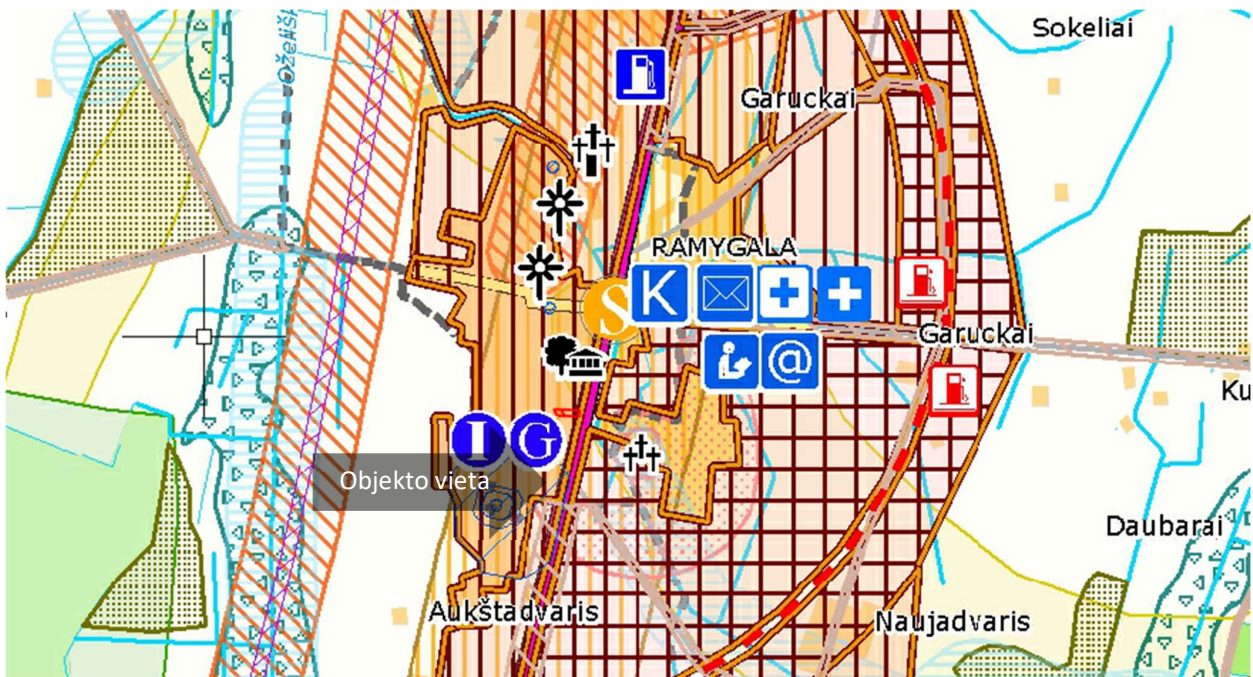 Sokeliai
Garuckai
RAMYGALA
S
K
@
Garuckai
Ku
I
G
Objekto vieta
Daubarai
Aukštadvaris
Naujadvaris